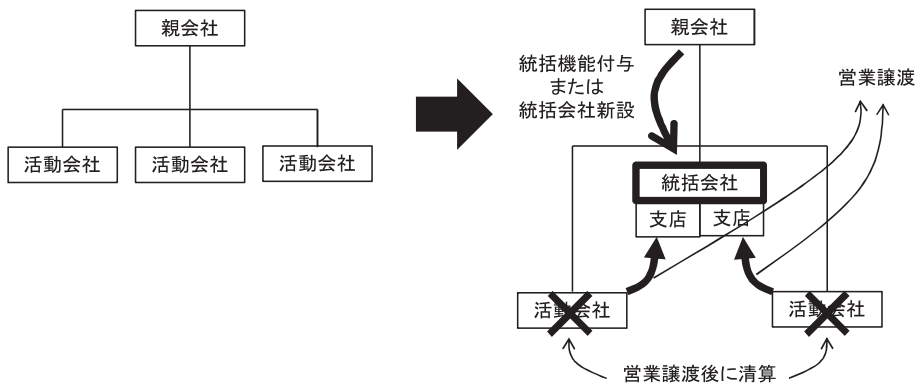 親会社
活動会社
活動会社
活動会社
親会社
統括機能付与
または
統括会社新設
営業譲渡
統括会社
支店
支店
活動会社
活動会社
営業譲渡後に清算